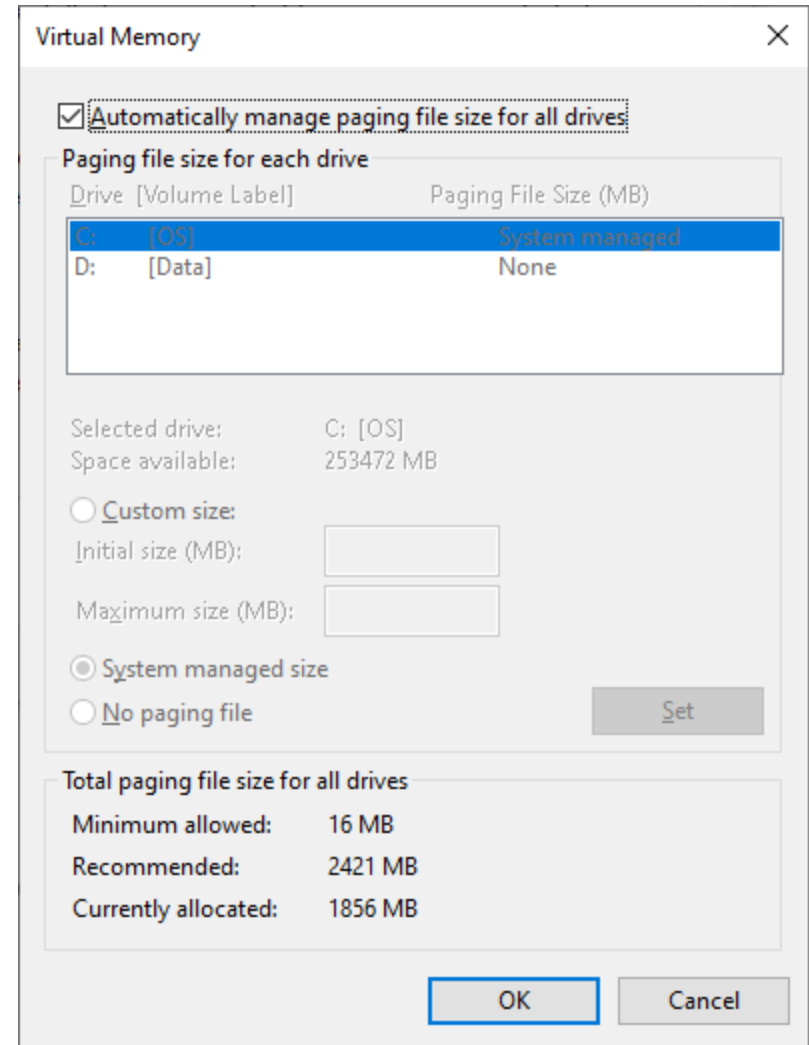 Virtual Memory
Automatically manage paging file size for all drives
Paging file size for each drive
Drive [Volume Label] Paging File Size (MB)
C: [OS] System managed
D: [Data] None
Selected drive: C: [OS]
Space available: 253472 MB
Custom size:
Initial size (MB):
Maximum size (MB):
System managed size
No paging file
Set
Total paging file size for all drives
Minimum allowed: 16 MB
Recommended: 2421 MB
Currently allocated: 1856 MB
OK Cancel